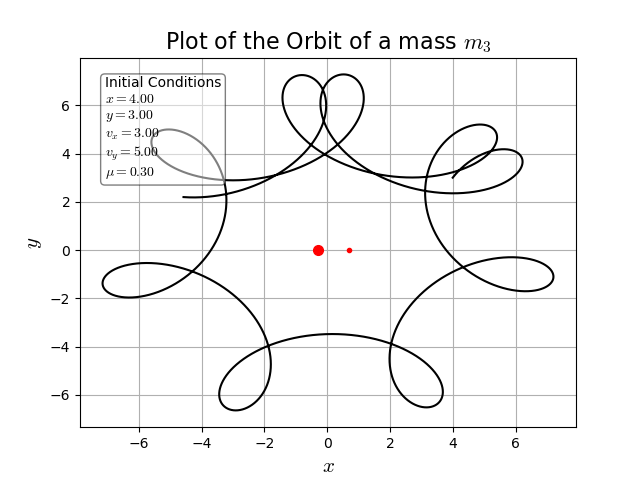 Plot of the Orbit of a mass m₃
Initial Conditions
x = 4.00
y = 3.00
vₓ = 3.00
v_y = 5.00
μ = 0.30
y
6
4
2
0
−2
−4
−6
−6 −4 −2 0 2 4 6
x